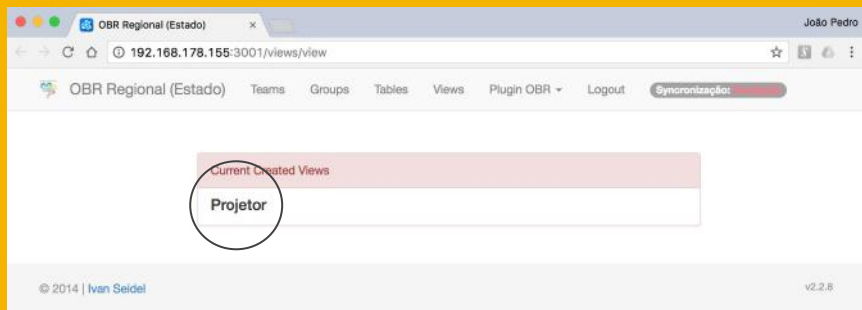 OBR Regional (Estado)
João Pedro
192.168.178.155:3001/views/view
OBR Regional (Estado) Teams Groups Tables Views Plugin OBR Logout Syncronização:
Current Created Views
Projetor
© 2014 | Ivan Seidel
v2.2.8